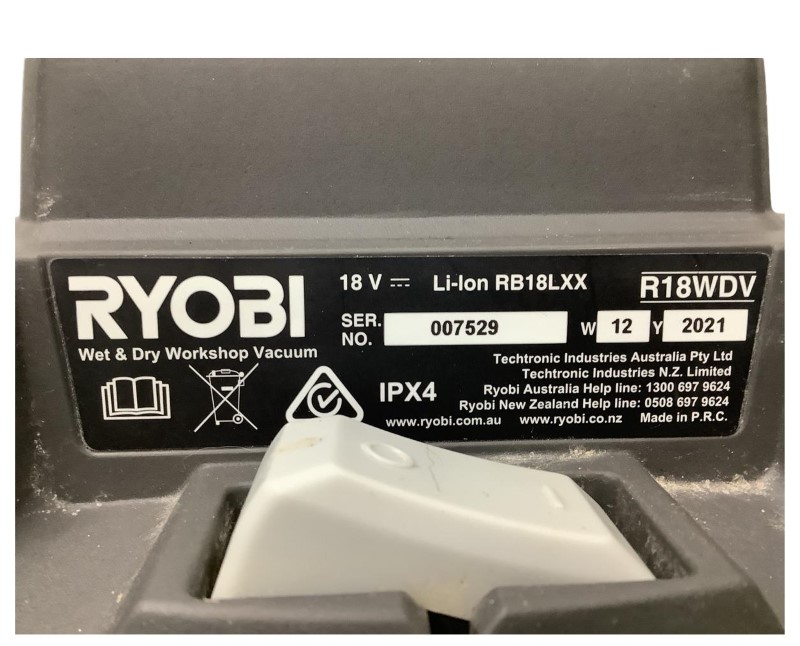 RYOBI
Wet & Dry Workshop Vacuum
18 V ⎓ Li-Ion RB18LXX R18WDV
SER. NO. 007529 W 12 Y 2021
Techtronic Industries Australia Pty Ltd
Techtronic Industries N.Z. Limited
Ryobi Australia Help line: 1300 697 9624
Ryobi New Zealand Help line: 0508 697 9624
IPX4
www.ryobi.com.au www.ryobi.co.nz Made in P.R.C.
O I